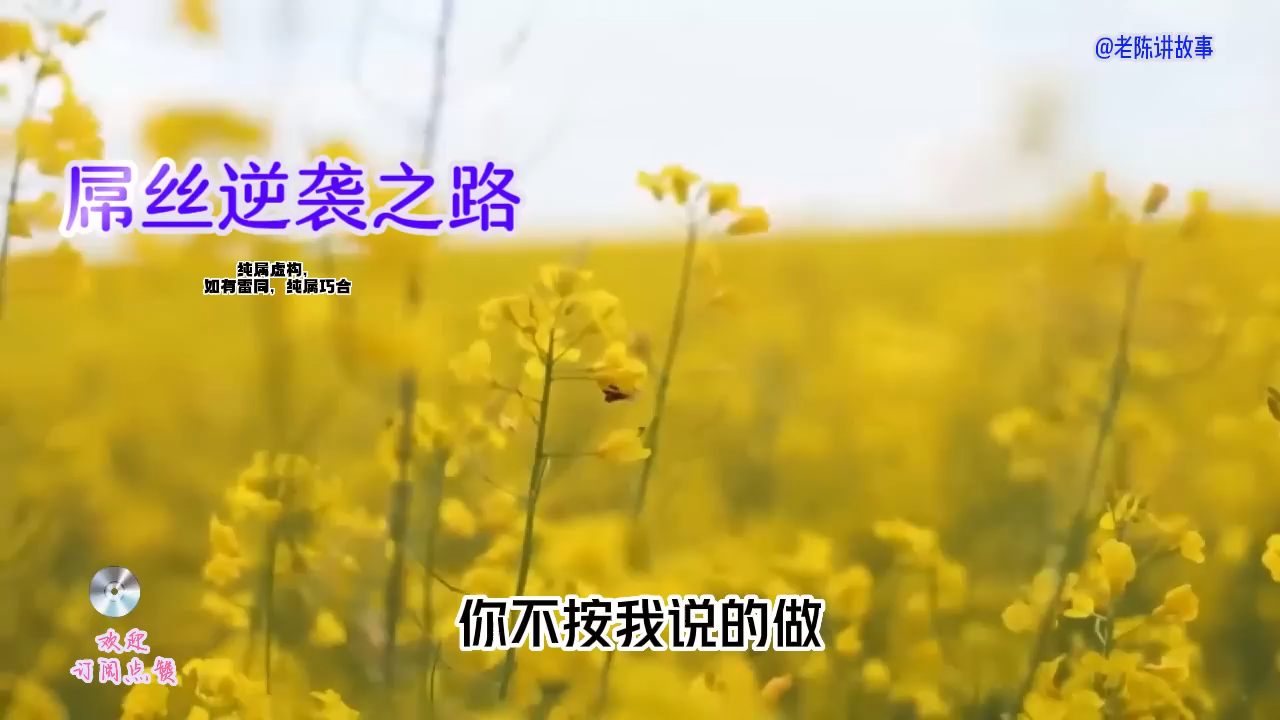 @老陈讲故事
屌丝逆袭之路
纯属虚构,
如有雷同,纯属巧合
你不按我说的做
欢迎
订阅点赞